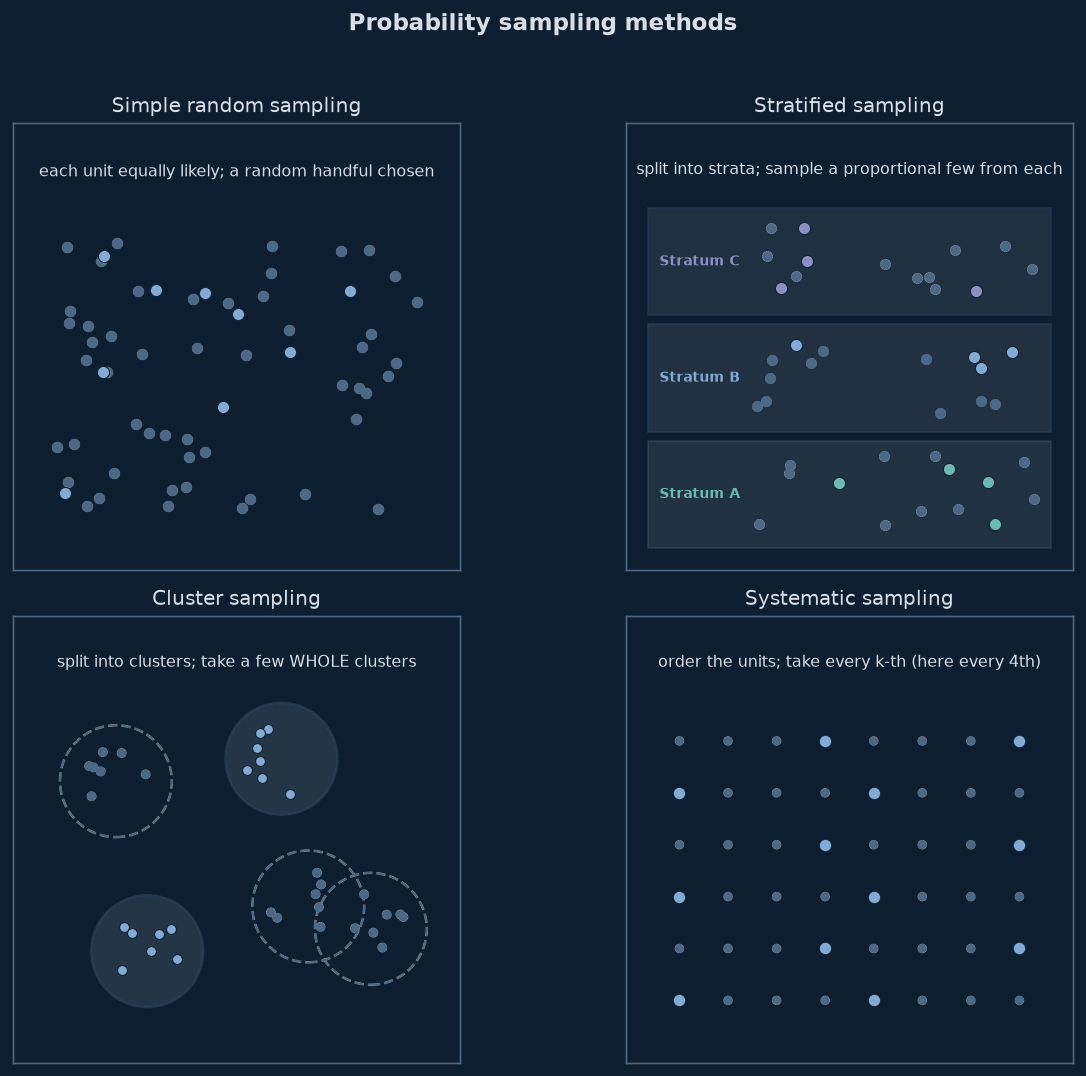 Probability sampling methods
Simple random sampling
each unit equally likely; a random handful chosen
Stratified sampling
split into strata; sample a proportional few from each
Stratum C
Stratum B
Stratum A
Cluster sampling
split into clusters; take a few WHOLE clusters
Systematic sampling
order the units; take every k-th (here every 4th)